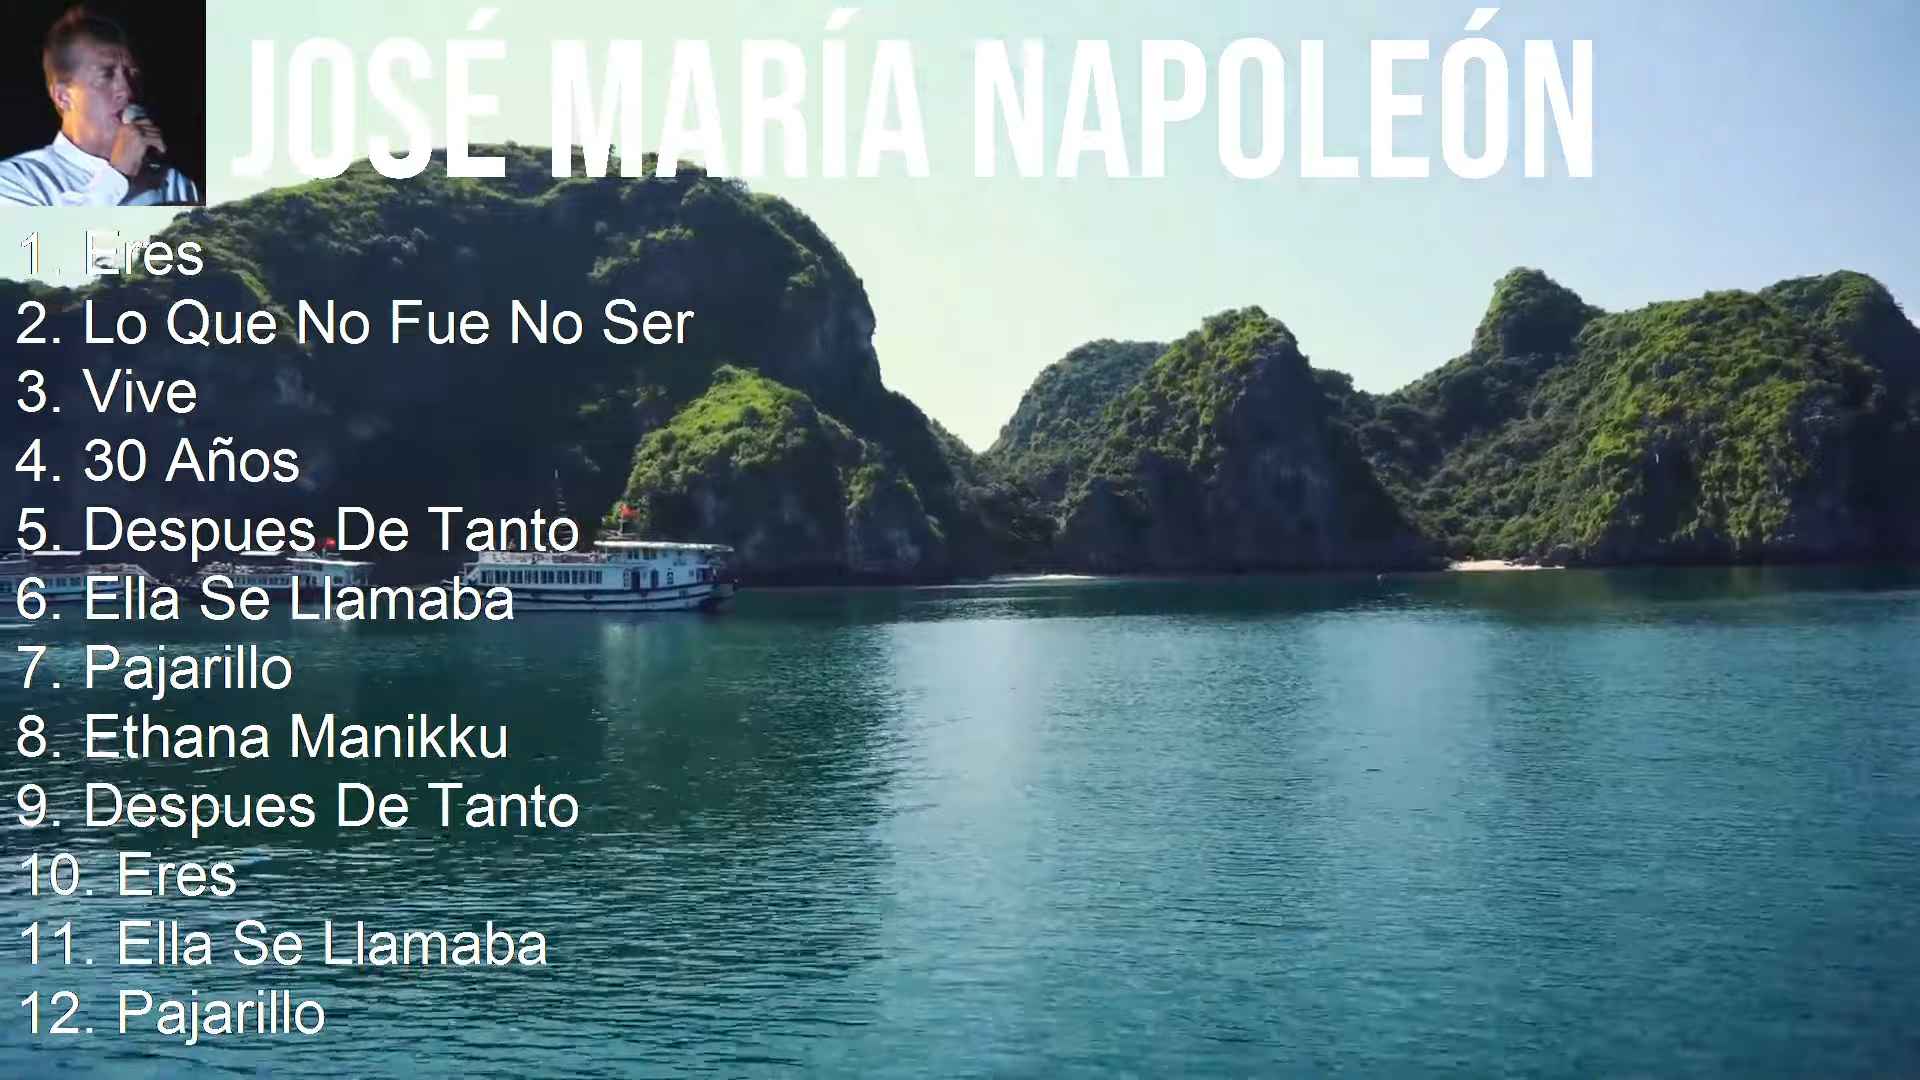 JOSÉ MARÍA NAPOLEÓN
1. Eres
2. Lo Que No Fue No Ser
3. Vive
4. 30 Años
5. Despues De Tanto
6. Ella Se Llamaba
7. Pajarillo
8. Ethana Manikku
9. Despues De Tanto
10. Eres
11. Ella Se Llamaba
12. Pajarillo